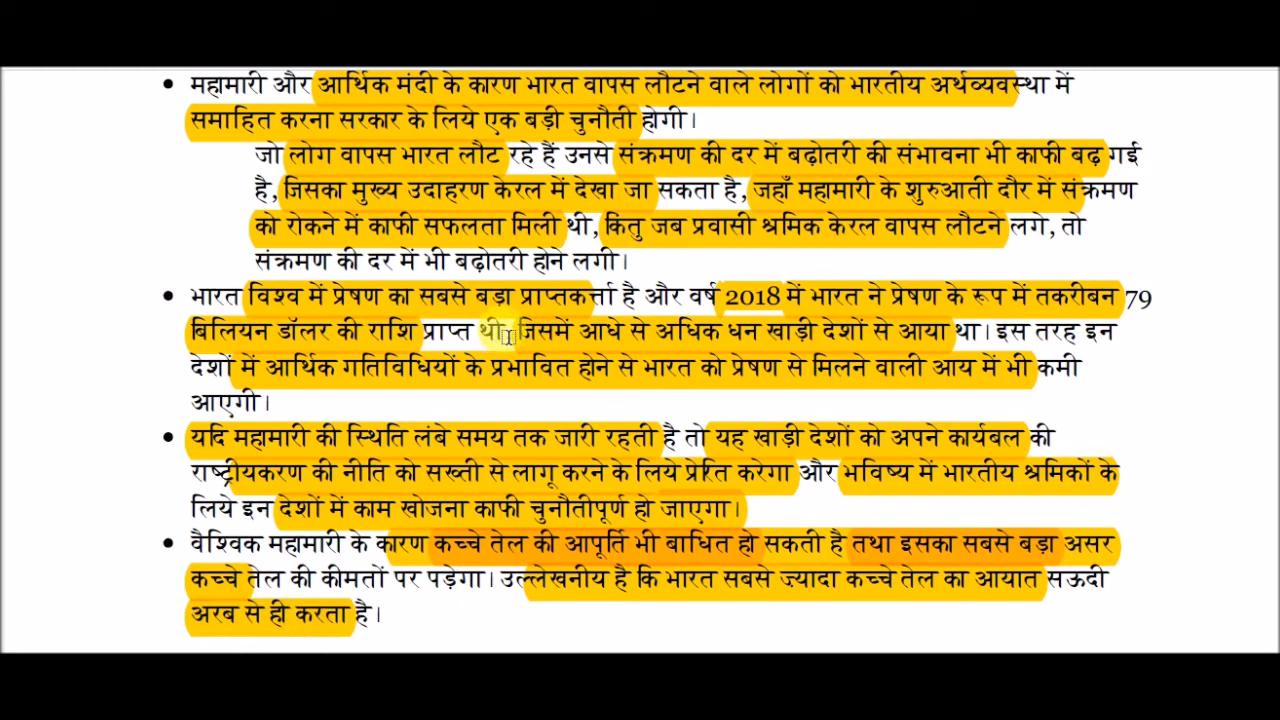 महामारी और आर्थिक मंदी के कारण भारत वापस लौटने वाले लोगों को भारतीय अर्थव्यवस्था में
समाहित करना सरकार के लिये एक बड़ी चुनौती होगी।
जो लोग वापस भारत लौट रहे हैं उनसे संक्रमण की दर में बढ़ोतरी की संभावना भी काफी बढ़ गई
है, जिसका मुख्य उदाहरण केरल में देखा जा सकता है, जहाँ महामारी के शुरुआती दौर में संक्रमण
को रोकने में काफी सफलता मिली थी, किंतु जब प्रवासी श्रमिक केरल वापस लौटने लगे, तो
संक्रमण की दर में भी बढ़ोतरी होने लगी।
भारत विश्व में प्रेषण का सबसे बड़ा प्राप्तकर्त्ता है और वर्ष 2018 में भारत ने प्रेषण के रूप में तकरीबन 79
बिलियन डॉलर की राशि प्राप्त थी, जिसमें आधे से अधिक धन खाड़ी देशों से आया था। इस तरह इन
देशों में आर्थिक गतिविधियों के प्रभावित होने से भारत को प्रेषण से मिलने वाली आय में भी कमी
आएगी।
यदि महामारी की स्थिति लंबे समय तक जारी रहती है तो यह खाड़ी देशों को अपने कार्यबल की
राष्ट्रीयकरण की नीति को सख्ती से लागू करने के लिये प्रेरित करेगा और भविष्य में भारतीय श्रमिकों के
लिये इन देशों में काम खोजना काफी चुनौतीपूर्ण हो जाएगा।
वैश्विक महामारी के कारण कच्चे तेल की आपूर्ति भी बाधित हो सकती है तथा इसका सबसे बड़ा असर
कच्चे तेल की कीमतों पर पड़ेगा। उल्लेखनीय है कि भारत सबसे ज़्यादा कच्चे तेल का आयात सऊदी
अरब से ही करता है।